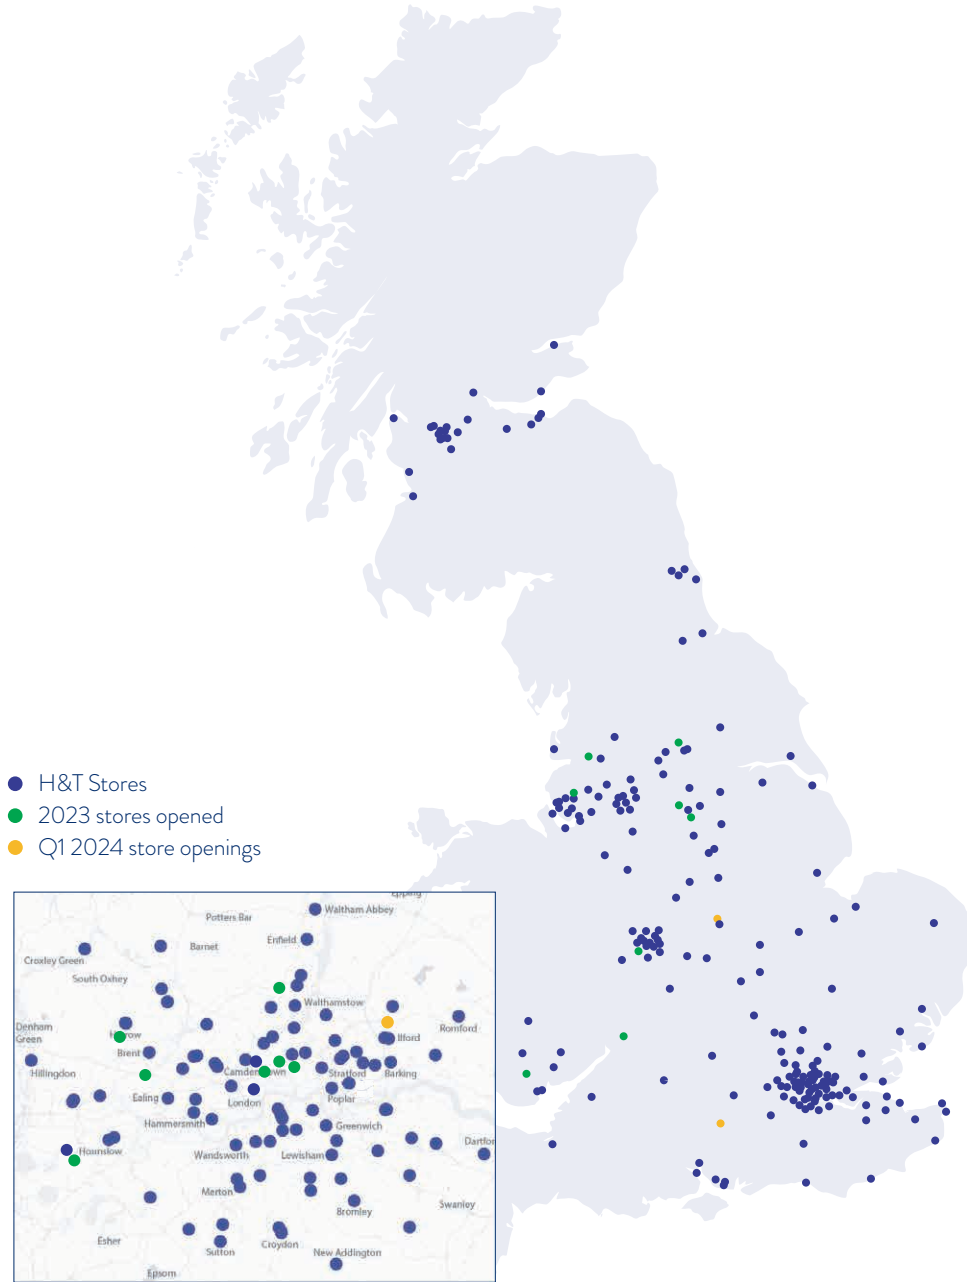 H&T Stores
2023 stores opened
Q1 2024 store openings
Epping
Potters Bar
Waltham Abbey
Enfield
Barnet
Croxley Green
South Oxhey
Walthamstow
Denham
Green
Harrow
Ilford
Romford
Brent
Hillingdon
Camden Town
Stratford
Barking
Ealing
London
Poplar
Hammersmith
Greenwich
Hounslow
Wandsworth
Lewisham
Dartfor
Merton
Bromley
Swanley
Esher
Sutton
Croydon
New Addington
Epsom